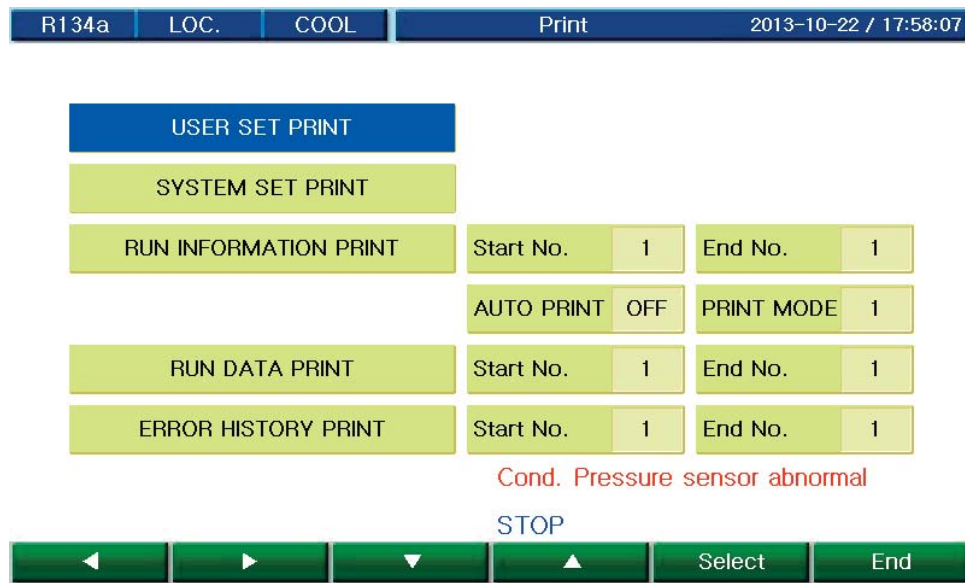 R134a LOC. COOL Print 2013-10-22 / 17:58:07
USER SET PRINT
SYSTEM SET PRINT
RUN INFORMATION PRINT Start No. 1 End No. 1
AUTO PRINT OFF PRINT MODE 1
RUN DATA PRINT Start No. 1 End No. 1
ERROR HISTORY PRINT Start No. 1 End No. 1
Cond. Pressure sensor abnormal
STOP
Select End